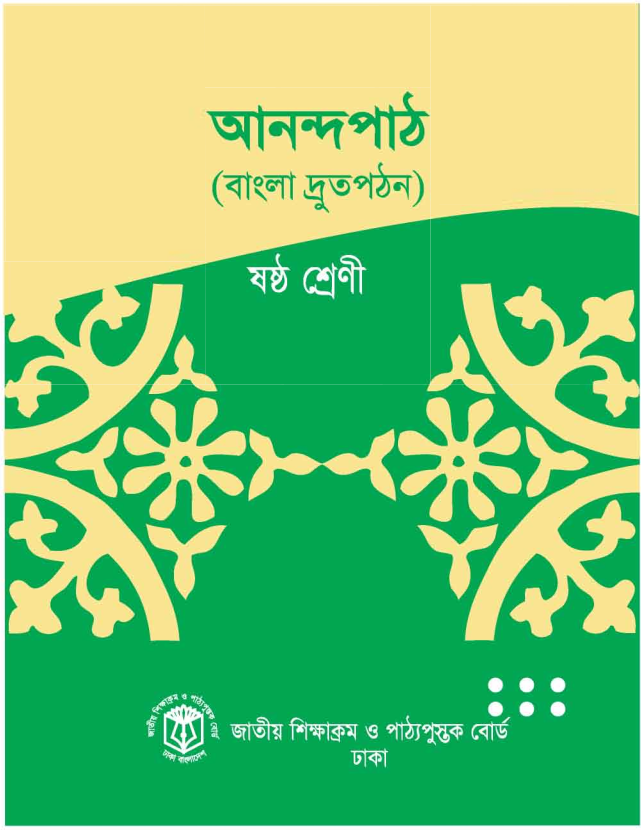 আনন্দপাঠ
(বাংলা দ্রুতপঠন)
ষষ্ঠ শ্রেণী
জাতীয় শিক্ষাক্রম ও পাঠ্যপুস্তক বোর্ড
ঢাকা বাংলাদেশ
জাতীয় শিক্ষাক্রম ও পাঠ্যপুস্তক বোর্ড
ঢাকা